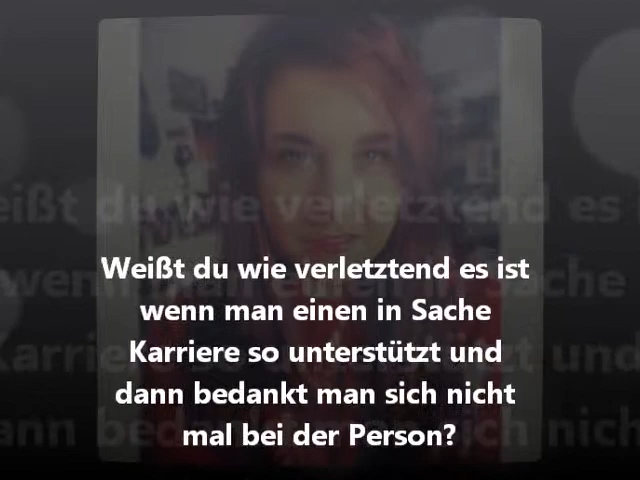 Weißt du wie verletztend es ist
wenn man einen in Sache
Karriere so unterstützt und
dann bedankt man sich nicht
mal bei der Person?